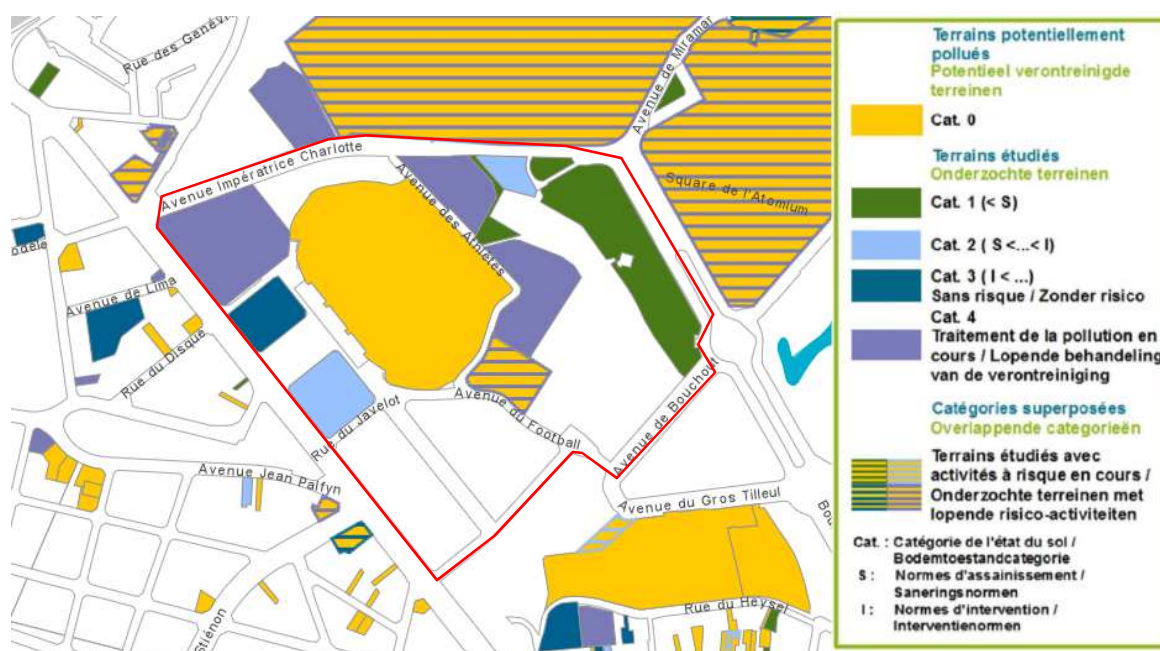 Rue des Genévri
Avenue de Miramar
Avenue Impératrice Charlotte
Avenue des Athlètes
Square de l'Atomium
odèle
Avenue de Lima
Rue du Disque
Rue du Javelot
Avenue du Football
Avenue de Bouchout
Avenue Jean Palfyn
Avenue du Gros Tilleul
Bou
Rue du Heysel
Stiénon
Terrains potentiellement
pollués
Potentieel verontreinigde
terreinen
Cat. 0
Terrains étudiés
Onderzochte terreinen
Cat. 1 (< S)
Cat. 2 ( S <...< I)
Cat. 3 ( I < ...)
Sans risque / Zonder risico
Cat. 4
Traitement de la pollution en
cours / Lopende behandeling
van de verontreiniging
Catégories superposées
Overlappende categorieën
Terrains étudiés avec
activités à risque en cours /
Onderzochte terreinen met
lopende risico-activiteiten
Cat. : Catégorie de l'état du sol /
Bodemtoestandcategorie
S : Normes d'assainissement /
Saneringsnormen
I : Normes d'intervention /
Interventienormen